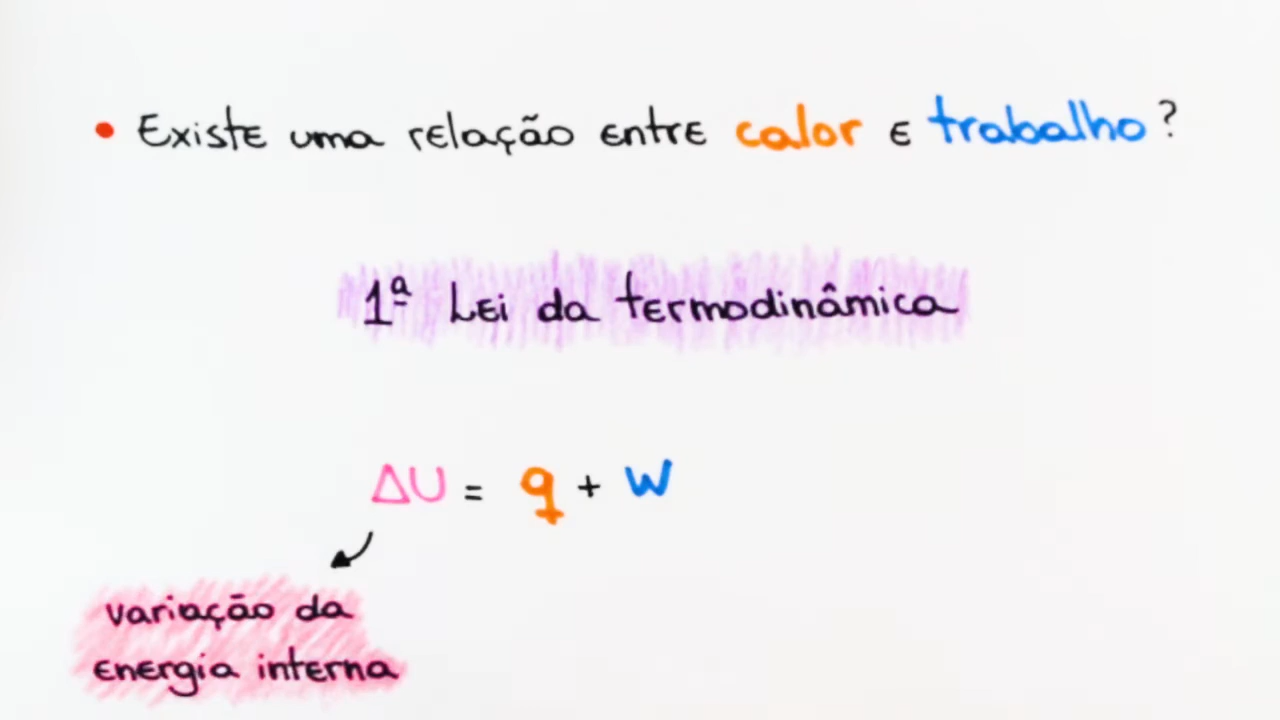 • Existe uma relação entre calor e trabalho?
1ª Lei da termodinâmica
ΔU = q + W
variação da
energia interna